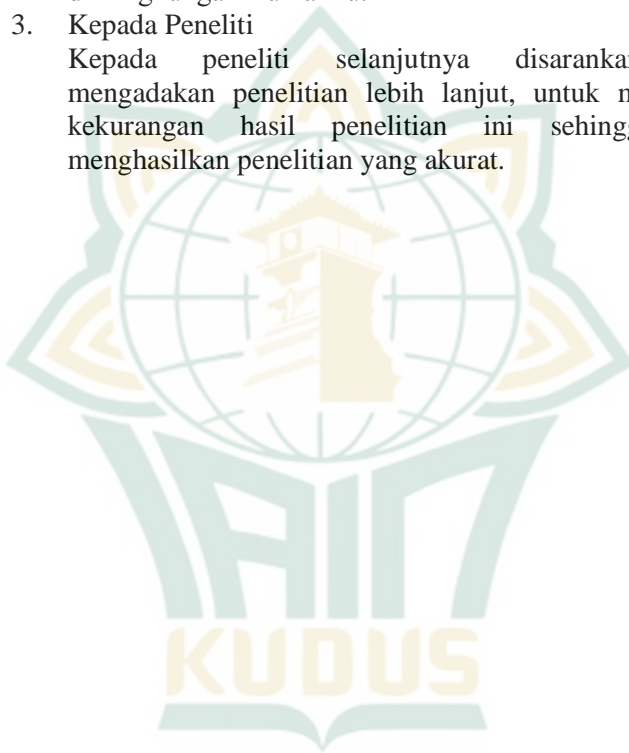 3. Kepada Peneliti
Kepada peneliti selanjutnya
mengadakan penelitian lebih lanjut, untuk
kekurangan hasil penelitian ini
menghasilkan penelitian yang akurat.
IAIN
KUDUS